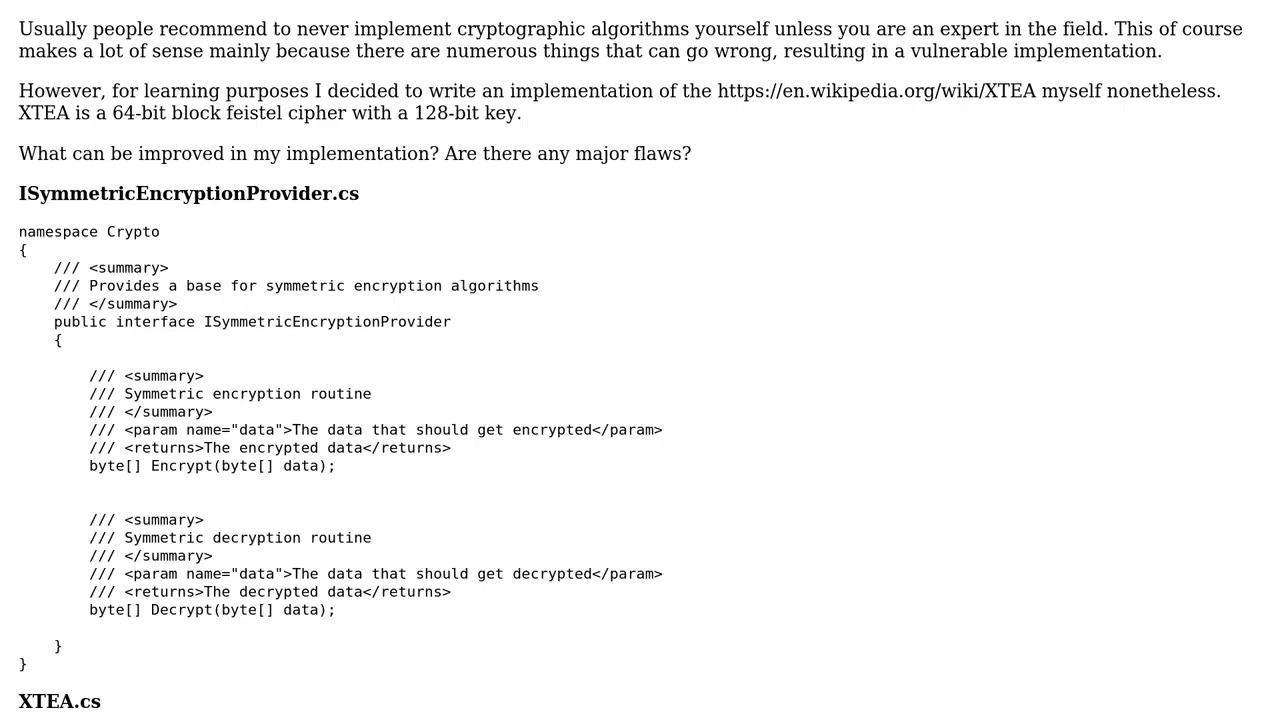 Usually people recommend to never implement cryptographic algorithms yourself unless you are an expert in the field. This of course
makes a lot of sense mainly because there are numerous things that can go wrong, resulting in a vulnerable implementation.
However, for learning purposes I decided to write an implementation of the https://en.wikipedia.org/wiki/XTEA myself nonetheless.
XTEA is a 64-bit block feistel cipher with a 128-bit key.
What can be improved in my implementation? Are there any major flaws?
ISymmetricEncryptionProvider.cs
namespace Crypto
{
    /// <summary>
    /// Provides a base for symmetric encryption algorithms
    /// </summary>
    public interface ISymmetricEncryptionProvider
    {
        /// <summary>
        /// Symmetric encryption routine
        /// </summary>
        /// <param name="data">The data that should get encrypted</param>
        /// <returns>The encrypted data</returns>
        byte[] Encrypt(byte[] data);
        /// <summary>
        /// Symmetric decryption routine
        /// </summary>
        /// <param name="data">The data that should get decrypted</param>
        /// <returns>The decrypted data</returns>
        byte[] Decrypt(byte[] data);
    }
}
XTEA.cs